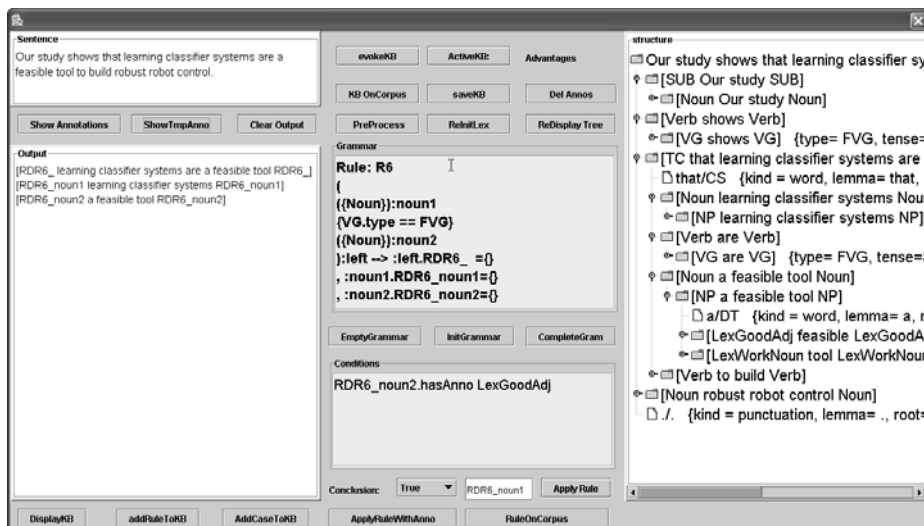 Sentence
Our study shows that learning classifier systems are a
feasible tool to build robust robot control.
Show Annotations
ShowTmpAnno
Clear Output
Output
[RDR6_ learning classifier systems are a feasible tool RDR6_]
[RDR6_noun1 learning classifier systems RDR6_noun1]
[RDR6_noun2 a feasible tool RDR6_noun2]
DisplayKB
addRuleToKB
AddCaseToKB
evokeKB
Advantages
KB OnCorpus
saveKB
Del Annos
PreProcess
ReInitLex
ReDisplay Tree
Grammar
Rule: R6
(
({Noun}):noun1
{VG.type == FVG}
({Noun}):noun2
):left --> :left.RDR6_ ={}
, :noun1.RDR6_noun1={}
, :noun2.RDR6_noun2={}
EmptyGrammar
InitGrammar
CompleteGram
Conditions
RDR6_noun2.hasAnno LexGoodAdj
Conclusion:
True
RDR6_noun1
Apply Rule
ApplyRuleWithAnno
RuleOnCorpus
structure
Our study shows that learning classifier sy
[SUB Our study SUB]
[Noun Our study Noun]
[Verb shows Verb]
[VG shows VG] {type= FVG, tense=
[TC that learning classifier systems are
that/CS {kind = word, lemma= that,
[Noun learning classifier systems Nou
[NP learning classifier systems NP]
[Verb are Verb]
[VG are VG] {type= FVG, tense=
[Noun a feasible tool Noun]
[NP a feasible tool NP]
a/DT {kind = word, lemma= a, r
[LexGoodAdj feasible LexGoodA
[LexWorkNoun tool LexWorkNoun
[Verb to build Verb]
[Noun robust robot control Noun]
./. {kind = punctuation, lemma= ., root=